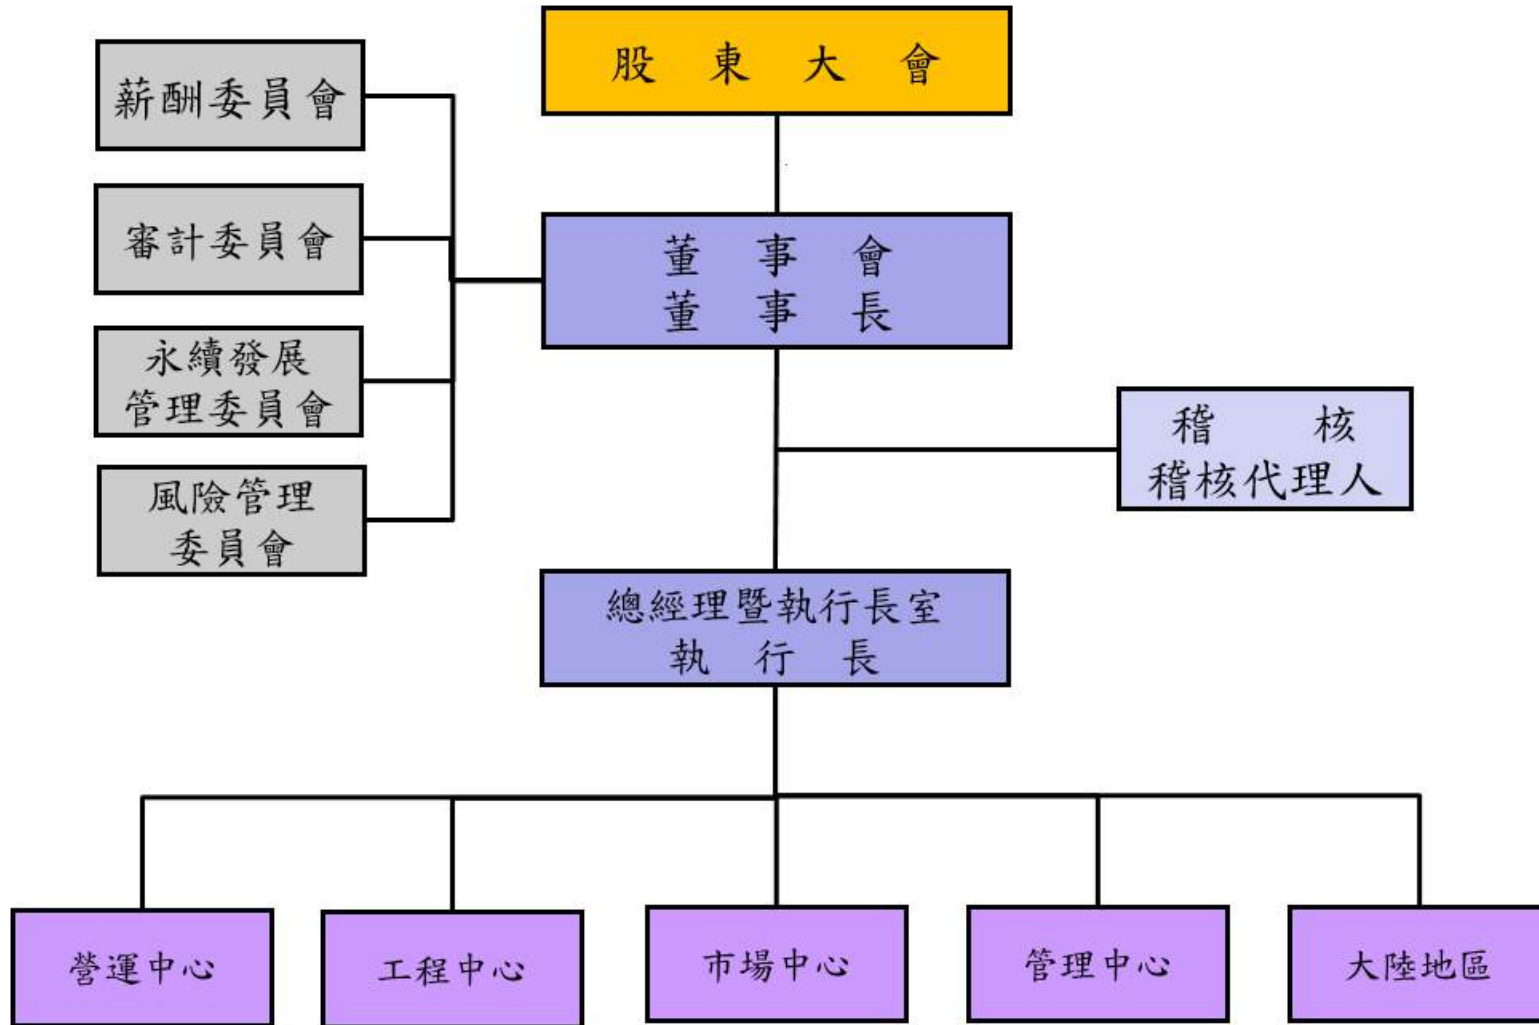 股東大會
薪酬委員會
審計委員會
永續發展
管理委員會
風險管理
委員會
董事會
董事長
稽核
稽核代理人
總經理暨執行長室
執行長
營運中心
工程中心
市場中心
管理中心
大陸地區